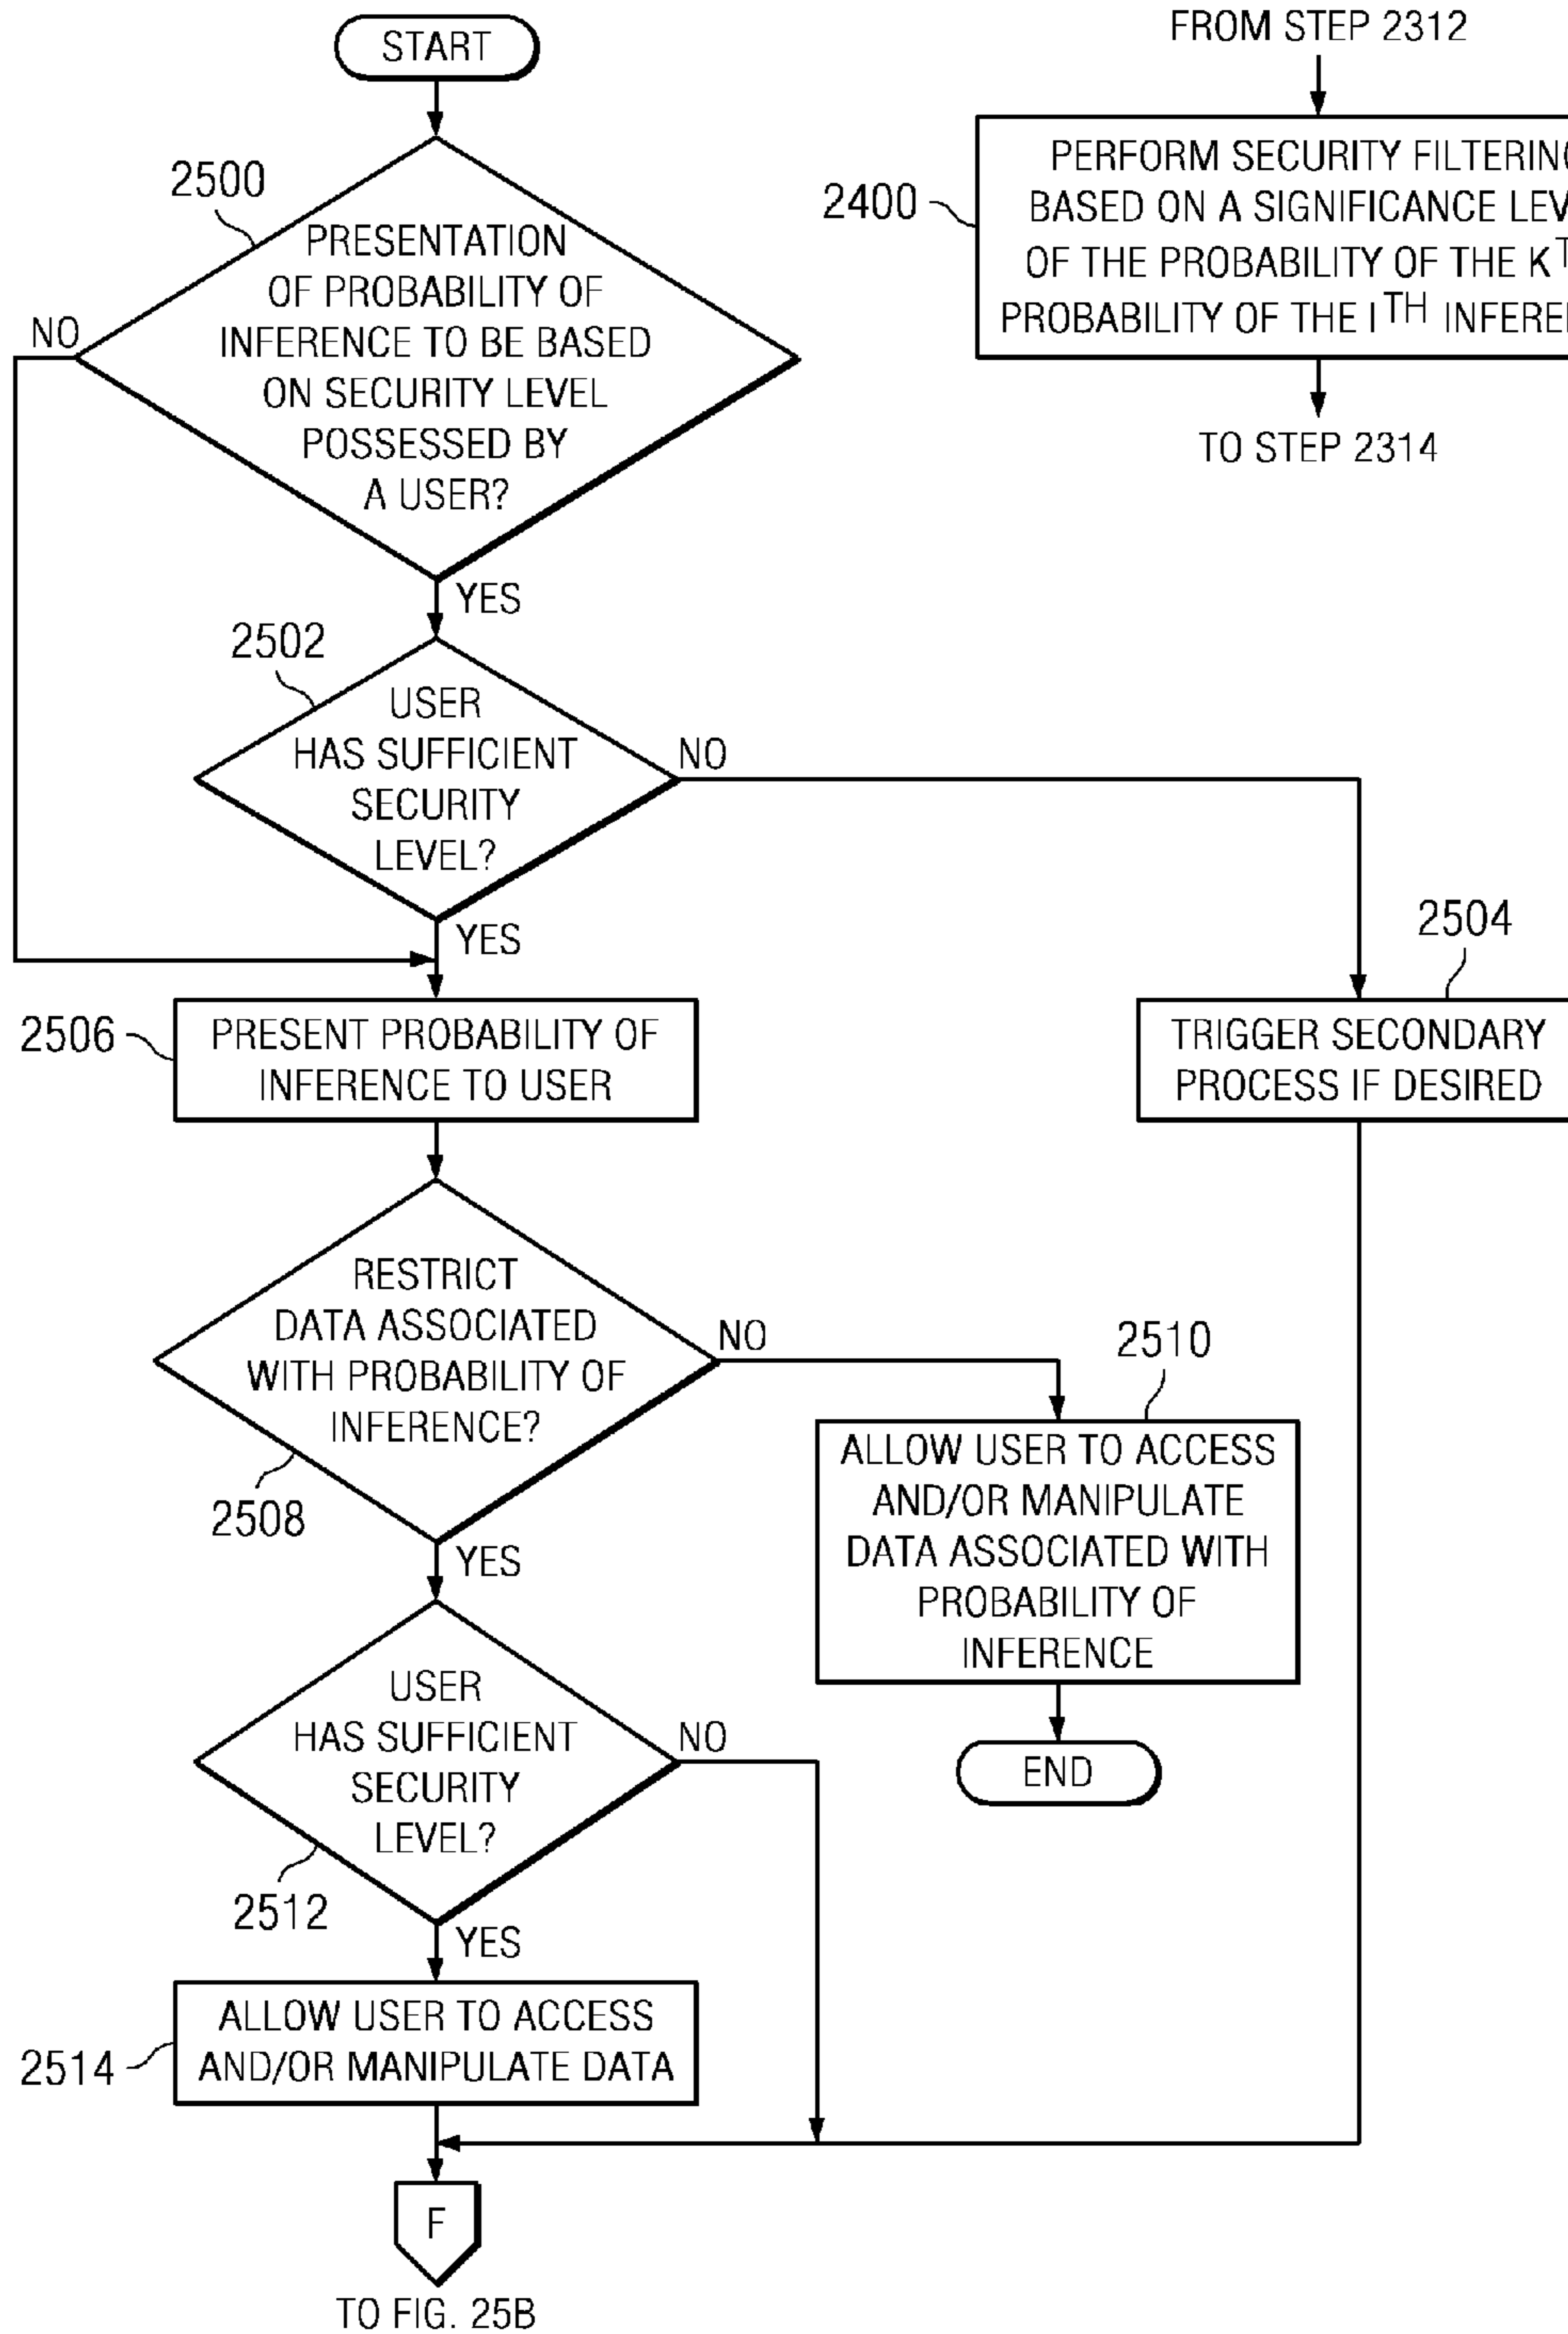 START
2500
PRESENTATION
OF PROBABILITY OF
INFERENCE TO BE BASED
ON SECURITY LEVEL
POSSESSED BY
A USER?
NO
YES
2502
USER
HAS SUFFICIENT
SECURITY
LEVEL?
NO
YES
2504
TRIGGER SECONDARY
PROCESS IF DESIRED
2506
PRESENT PROBABILITY OF
INFERENCE TO USER
RESTRICT
DATA ASSOCIATED
WITH PROBABILITY OF
INFERENCE?
NO
2508
YES
2510
ALLOW USER TO ACCESS
AND/OR MANIPULATE
DATA ASSOCIATED WITH
PROBABILITY OF
INFERENCE
END
USER
HAS SUFFICIENT
SECURITY
LEVEL?
NO
2512
YES
2514
ALLOW USER TO ACCESS
AND/OR MANIPULATE DATA
F
TO FIG. 25B
FROM STEP 2312
2400
PERFORM SECURITY FILTERING
BASED ON A SIGNIFICANCE LEV
OF THE PROBABILITY OF THE KT
PROBABILITY OF THE ITH INFERE
TO STEP 2314